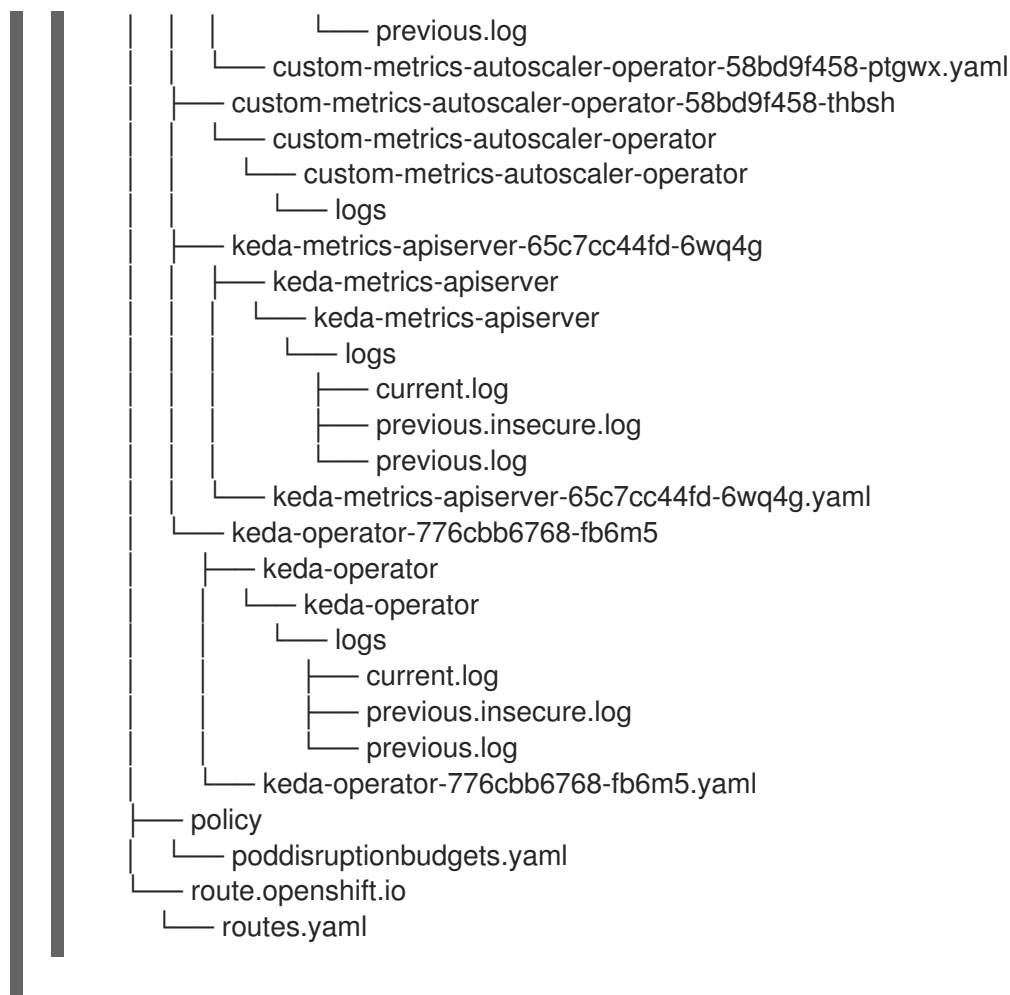 │ │ │ └── previous.log
│ │ └── custom-metrics-autoscaler-operator-58bd9f458-ptgwx.yaml
│ ├── custom-metrics-autoscaler-operator-58bd9f458-thbsh
│ │ └── custom-metrics-autoscaler-operator
│ │ └── custom-metrics-autoscaler-operator
│ │ └── logs
│ ├── keda-metrics-apiserver-65c7cc44fd-6wq4g
│ │ ├── keda-metrics-apiserver
│ │ │ └── keda-metrics-apiserver
│ │ │ └── logs
│ │ │ ├── current.log
│ │ │ ├── previous.insecure.log
│ │ │ └── previous.log
│ │ └── keda-metrics-apiserver-65c7cc44fd-6wq4g.yaml
│ └── keda-operator-776cbb6768-fb6m5
│ ├── keda-operator
│ │ └── keda-operator
│ │ └── logs
│ │ ├── current.log
│ │ ├── previous.insecure.log
│ │ └── previous.log
│ └── keda-operator-776cbb6768-fb6m5.yaml
├── policy
│ └── poddisruptionbudgets.yaml
└── route.openshift.io
└── routes.yaml